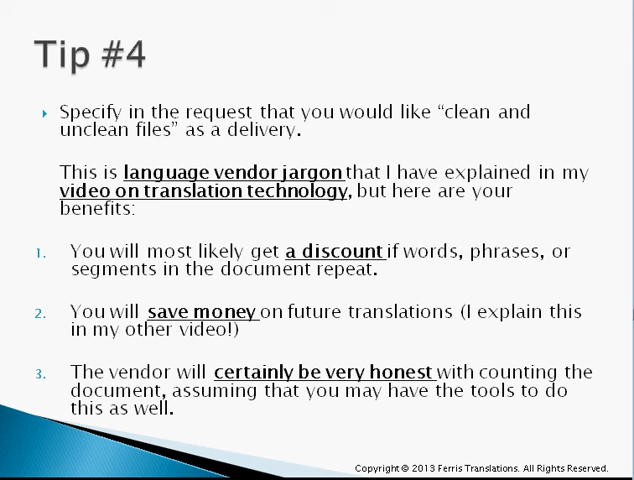 Tip #4
Specify in the request that you would like “clean and
unclean files” as a delivery.
This is language vendor jargon that I have explained in my
video on translation technology, but here are your
benefits:
1. You will most likely get a discount if words, phrases, or
segments in the document repeat.
2. You will save money on future translations (I explain this
in my other video!)
3. The vendor will certainly be very honest with counting the
document, assuming that you may have the tools to do
this as well.
Copyright © 2013 Ferris Translations. All Rights Reserved.